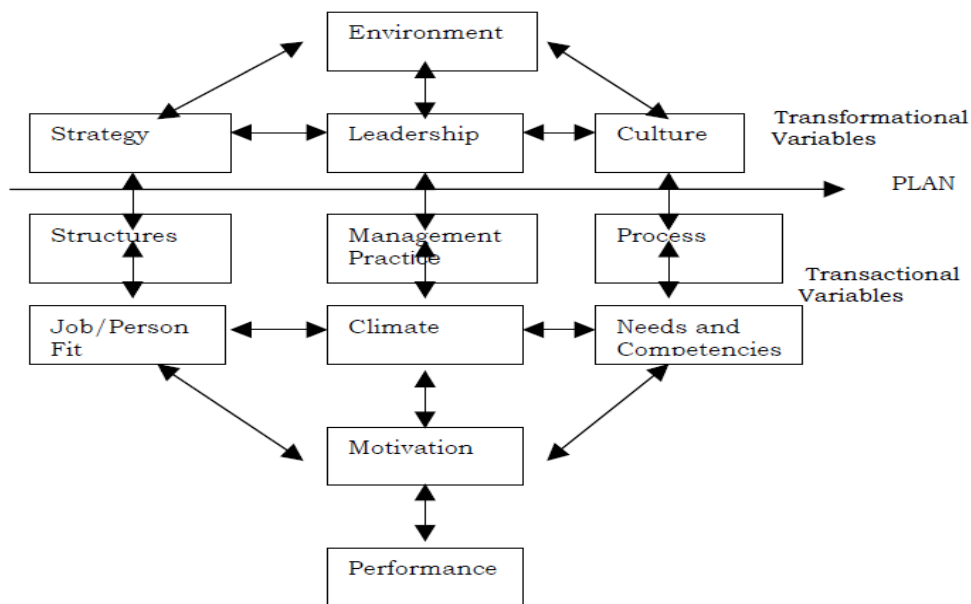 Environment
Strategy
Leadership
Culture
Transformational
Variables
PLAN
Structures
Management
Practice
Process
Transactional
Variables
Job/Person
Fit
Climate
Needs and
Competencies
Motivation
Performance